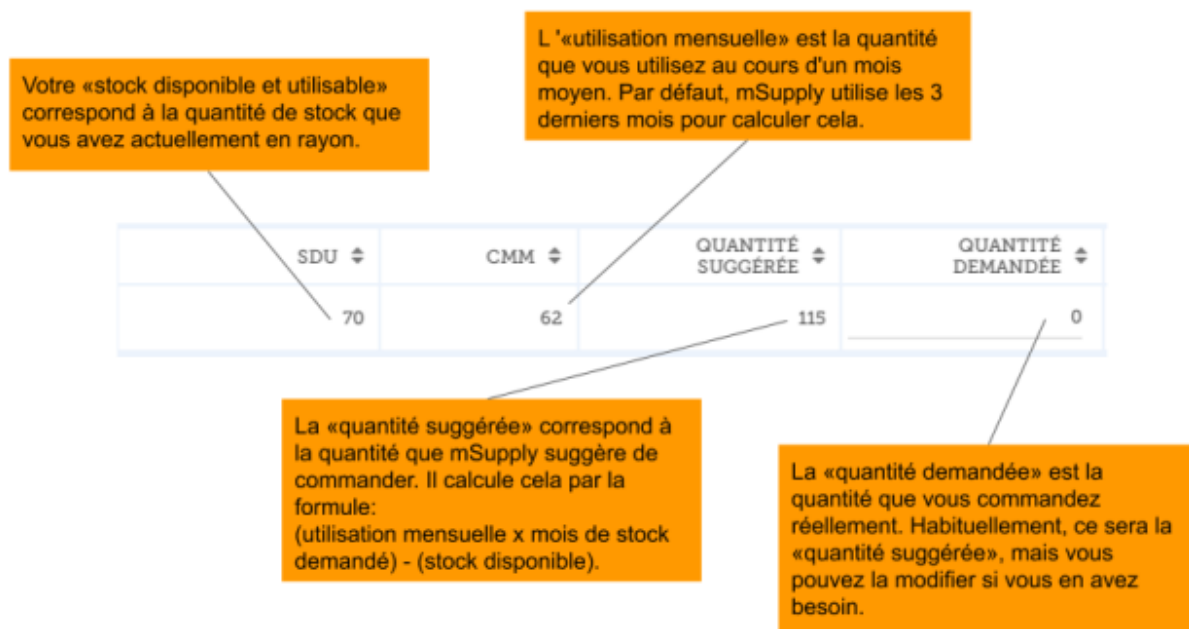 L '«utilisation mensuelle» est la quantité
que vous utilisez au cours d'un mois
moyen. Par défaut, mSupply utilise les 3
derniers mois pour calculer cela.
Votre «stock disponible et utilisable»
correspond à la quantité de stock que
vous avez actuellement en rayon.
SDU
CMM
QUANTITÉ
SUGGÉRÉE
QUANTITÉ
DEMANDÉE
70
62
115
0
La «quantité suggérée» correspond à
la quantité que mSupply suggère de
commander. Il calcule cela par la
formule:
(utilisation mensuelle x mois de stock
demandé) - (stock disponible).
La «quantité demandée» est la
quantité que vous commandez
réellement. Habituellement, ce sera la
«quantité suggérée», mais vous
pouvez la modifier si vous en avez
besoin.